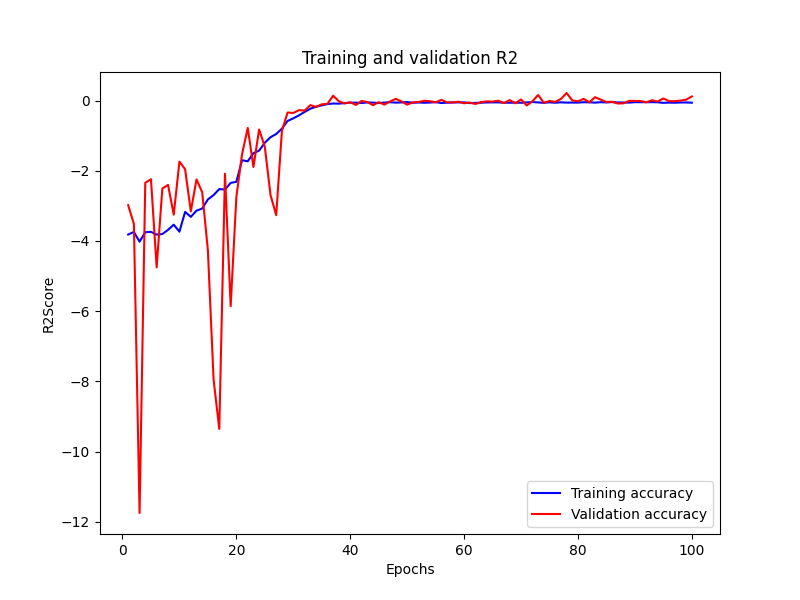 Training and validation R2
R2Score
0
−2
−4
−6
−8
−10
−12
0 20 40 60 80 100
Epochs
Training accuracy
Validation accuracy